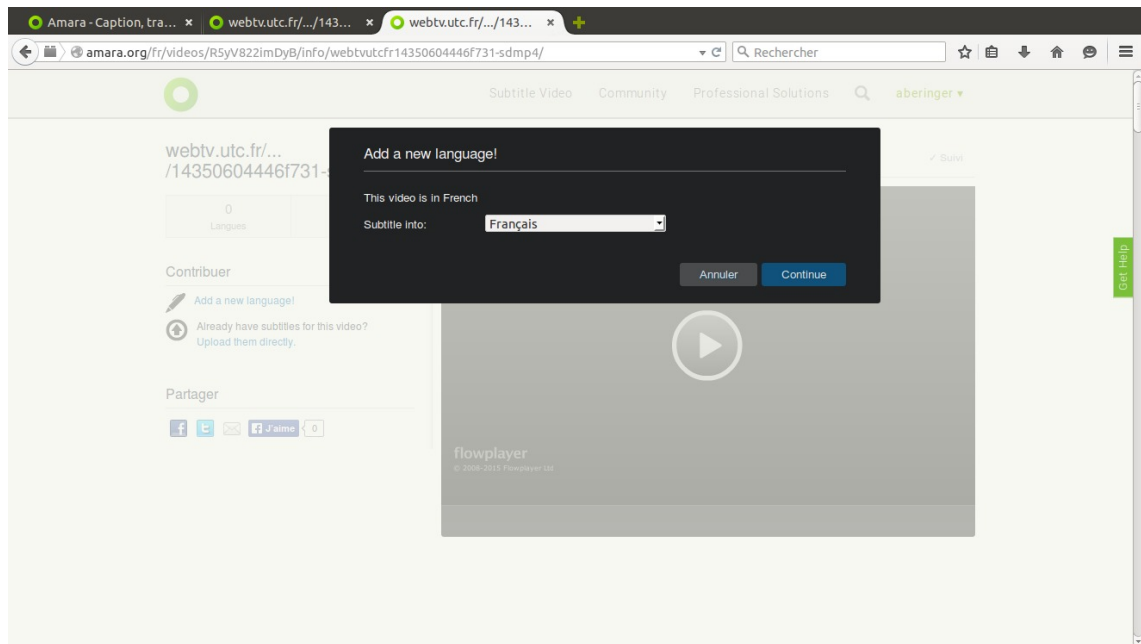 Amara - Caption, tra... × webtv.utc.fr/.../143... × webtv.utc.fr/.../143... ×
amara.org/fr/videos/R5yV822imDyB/info/webtvutcfr14350604446f731-sdmp4/ Rechercher
Subtitle Video Community Professional Solutions aberinger
webtv.utc.fr/...
/14350604446f731-
✓ Suivi
0
Langues
Add a new language!
This video is in French
Subtitle into: Français
Annuler Continue
Get Help
Contribuer
Add a new language!
Already have subtitles for this video?
Upload them directly.
Partager
J'aime 0
flowplayer
© 2008-2015 Flowplayer Ltd